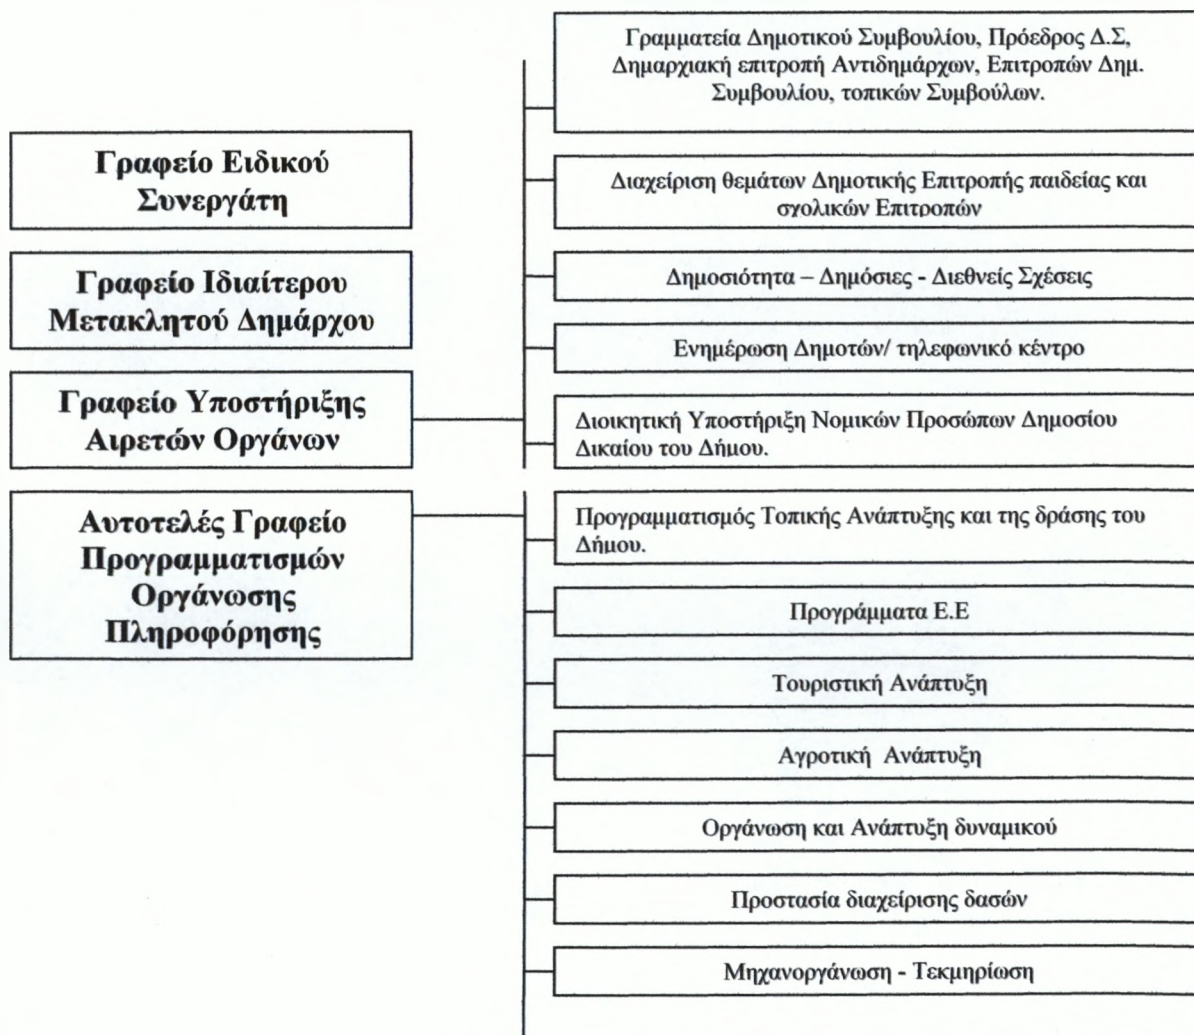 Γραφείο Ειδικού
Συνεργάτη
Γραφείο Ιδιαίτερου
Μετακλητού Δημάρχου
Γραφείο Υποστήριξης
Αιρετών Οργάνων
Γραμματεία Δημοτικού Συμβουλίου, Πρόεδρος Δ.Σ,
Δημαρχιακή επιτροπή Αντιδημάρχων, Επιτροπών Δημ.
Συμβουλίου, τοπικών Συμβούλων.
Διαχείριση θεμάτων Δημοτικής Επιτροπής παιδείας και
σχολικών Επιτροπών
Δημοσιότητα – Δημόσιες - Διεθνείς Σχέσεις
Ενημέρωση Δημοτών/ τηλεφωνικό κέντρο
Διοικητική Υποστήριξη Νομικών Προσώπων Δημοσίου
Δικαίου του Δήμου.
Αυτοτελές Γραφείο
Προγραμματισμών
Οργάνωσης
Πληροφόρησης
Προγραμματισμός Τοπικής Ανάπτυξης και της δράσης του
Δήμου.
Προγράμματα Ε.Ε
Τουριστική Ανάπτυξη
Αγροτική Ανάπτυξη
Οργάνωση και Ανάπτυξη δυναμικού
Προστασία διαχείρισης δασών
Μηχανοργάνωση - Τεκμηρίωση